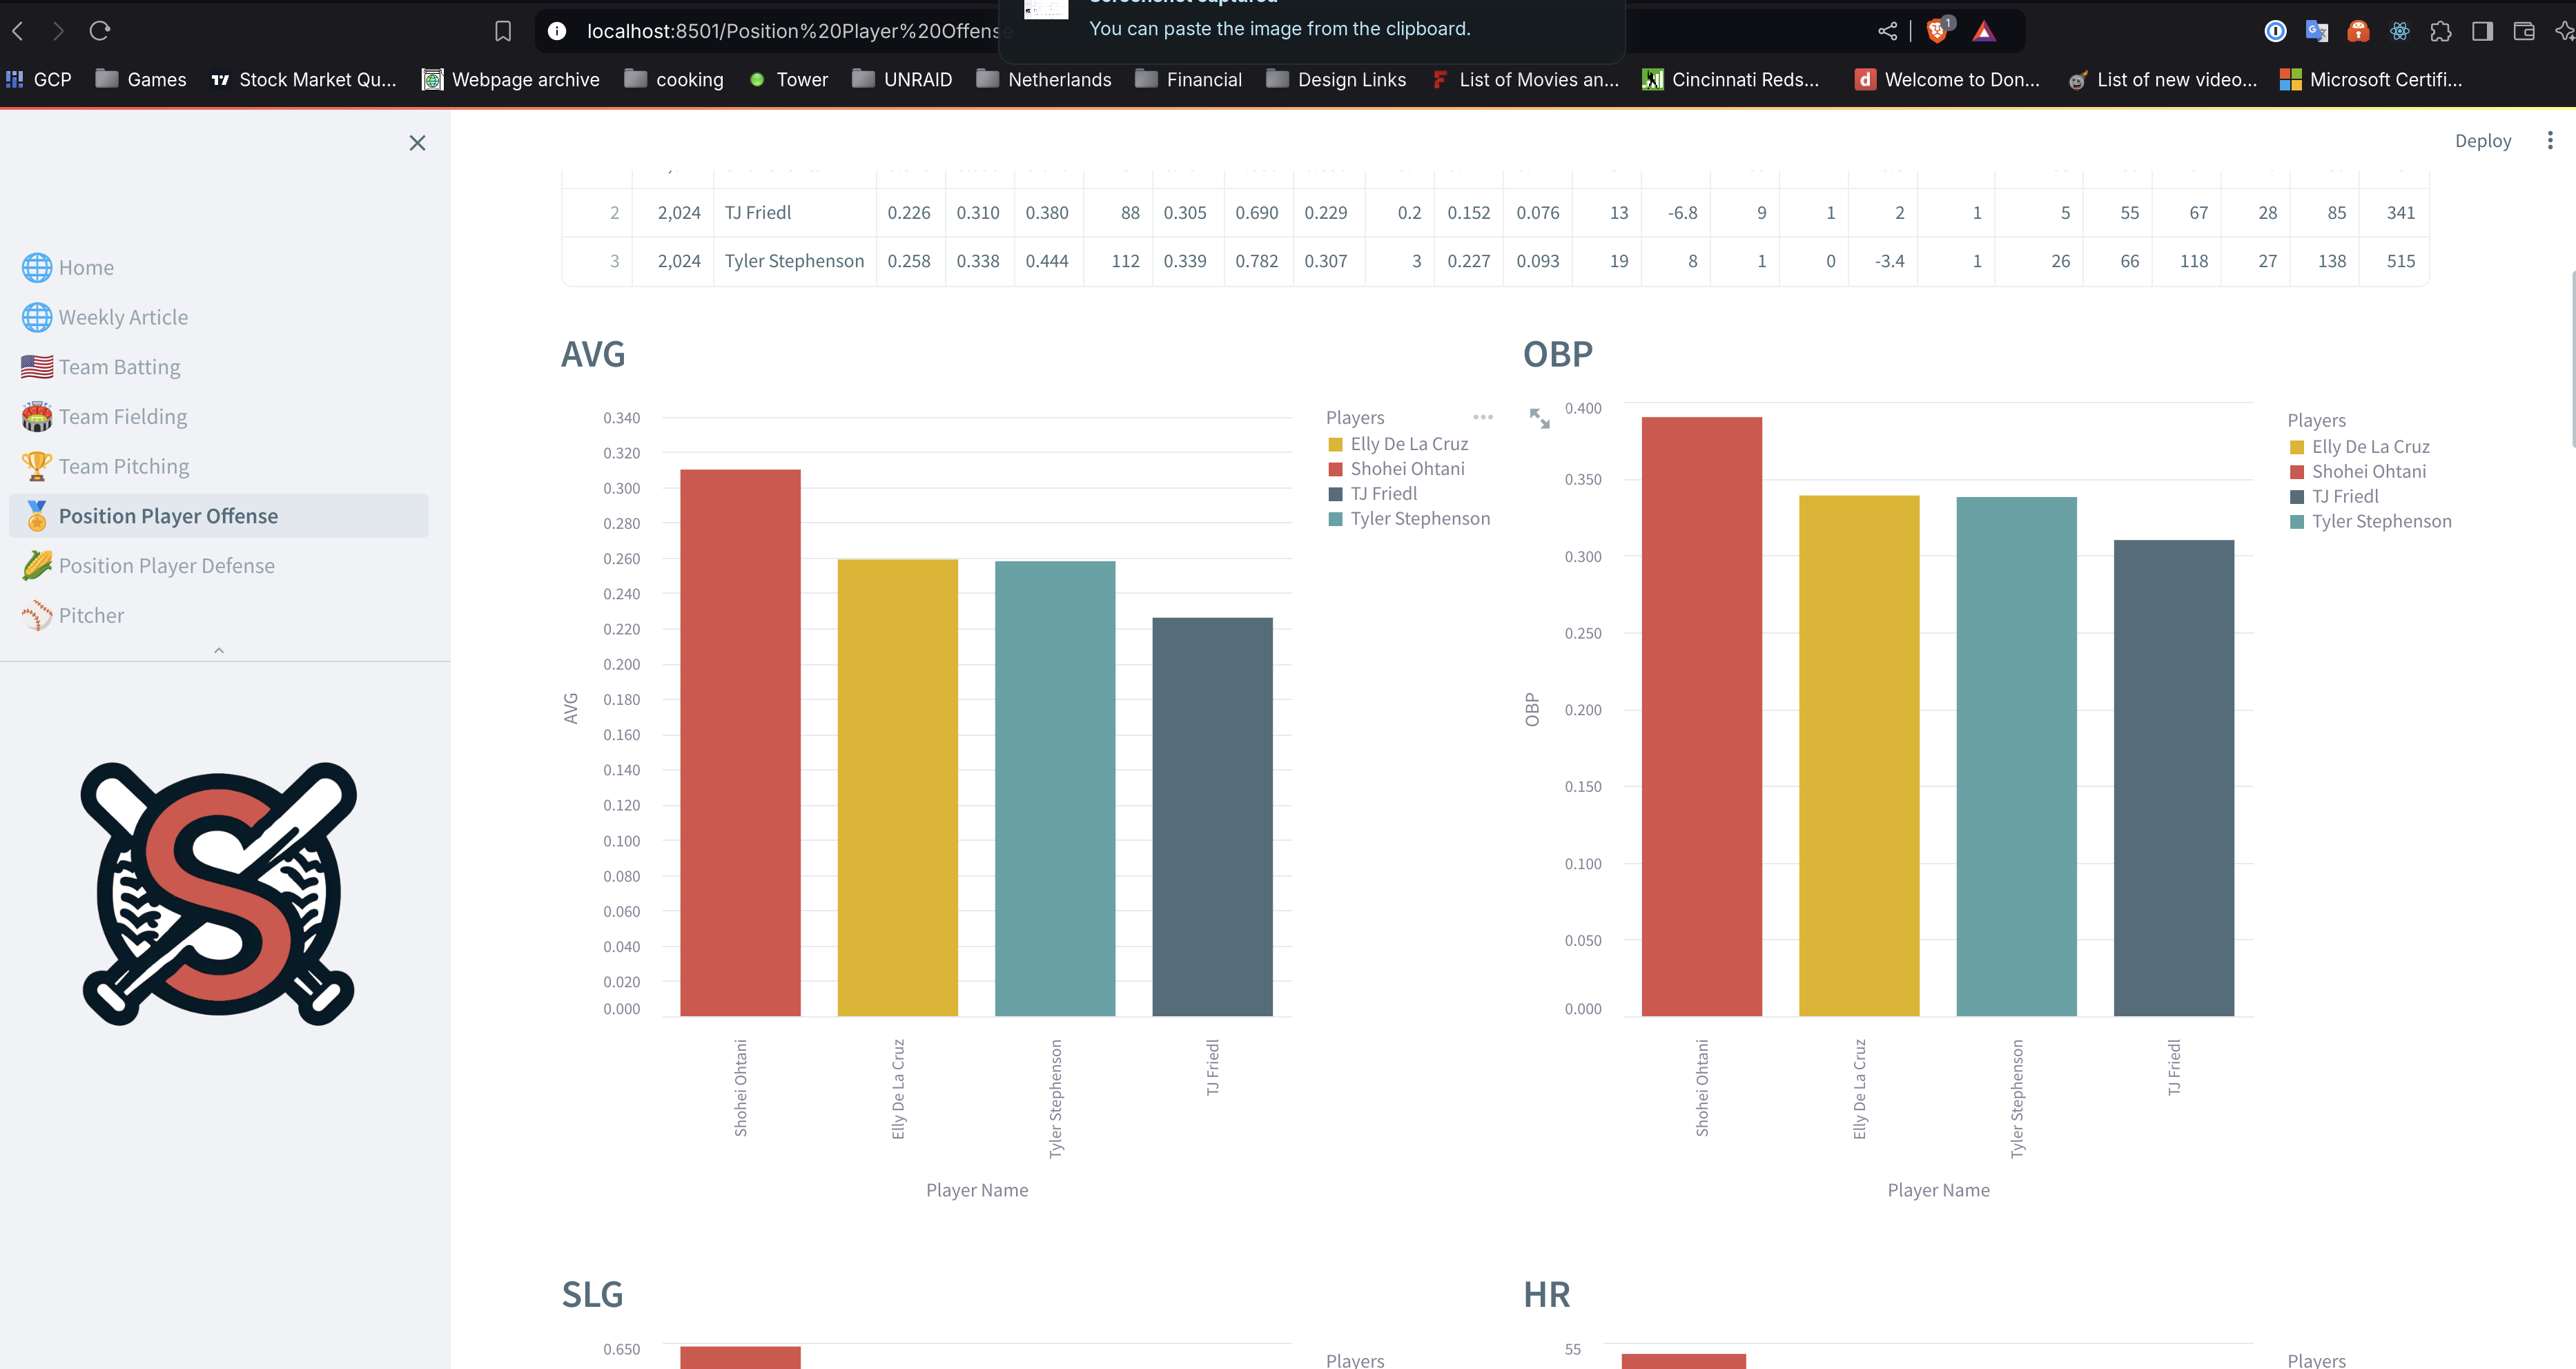 You can paste the image from the clipboard.
localhost:8501/Position%20Player%20Offense
1
GCP Games Stock Market Qu... Webpage archive cooking Tower UNRAID Netherlands Financial Design Links List of Movies an... Cincinnati Reds... Welcome to Don... List of new video... Microsoft Certifi...
Deploy
Home
Weekly Article
Team Batting
Team Fielding
Team Pitching
Position Player Offense
Position Player Defense
Pitcher
S
2 2,024 TJ Friedl 0.226 0.310 0.380 88 0.305 0.690 0.229 0.2 0.152 0.076 13 -6.8 9 1 2 1 5 55 67 28 85 341
3 2,024 Tyler Stephenson 0.258 0.338 0.444 112 0.339 0.782 0.307 3 0.227 0.093 19 8 1 0 -3.4 1 26 66 118 27 138 515
AVG
0.340
0.320
0.300
0.280
0.260
0.240
0.220
0.200
0.180
0.160
0.140
0.120
0.100
0.080
0.060
0.040
0.020
0.000
AVG
Shohei Ohtani
Elly De La Cruz
Tyler Stephenson
TJ Friedl
Player Name
Players
Elly De La Cruz
Shohei Ohtani
TJ Friedl
Tyler Stephenson
OBP
0.400
0.350
0.300
0.250
0.200
0.150
0.100
0.050
0.000
OBP
Shohei Ohtani
Elly De La Cruz
Tyler Stephenson
TJ Friedl
Player Name
Players
Elly De La Cruz
Shohei Ohtani
TJ Friedl
Tyler Stephenson
SLG
0.650
Players
HR
55
Players